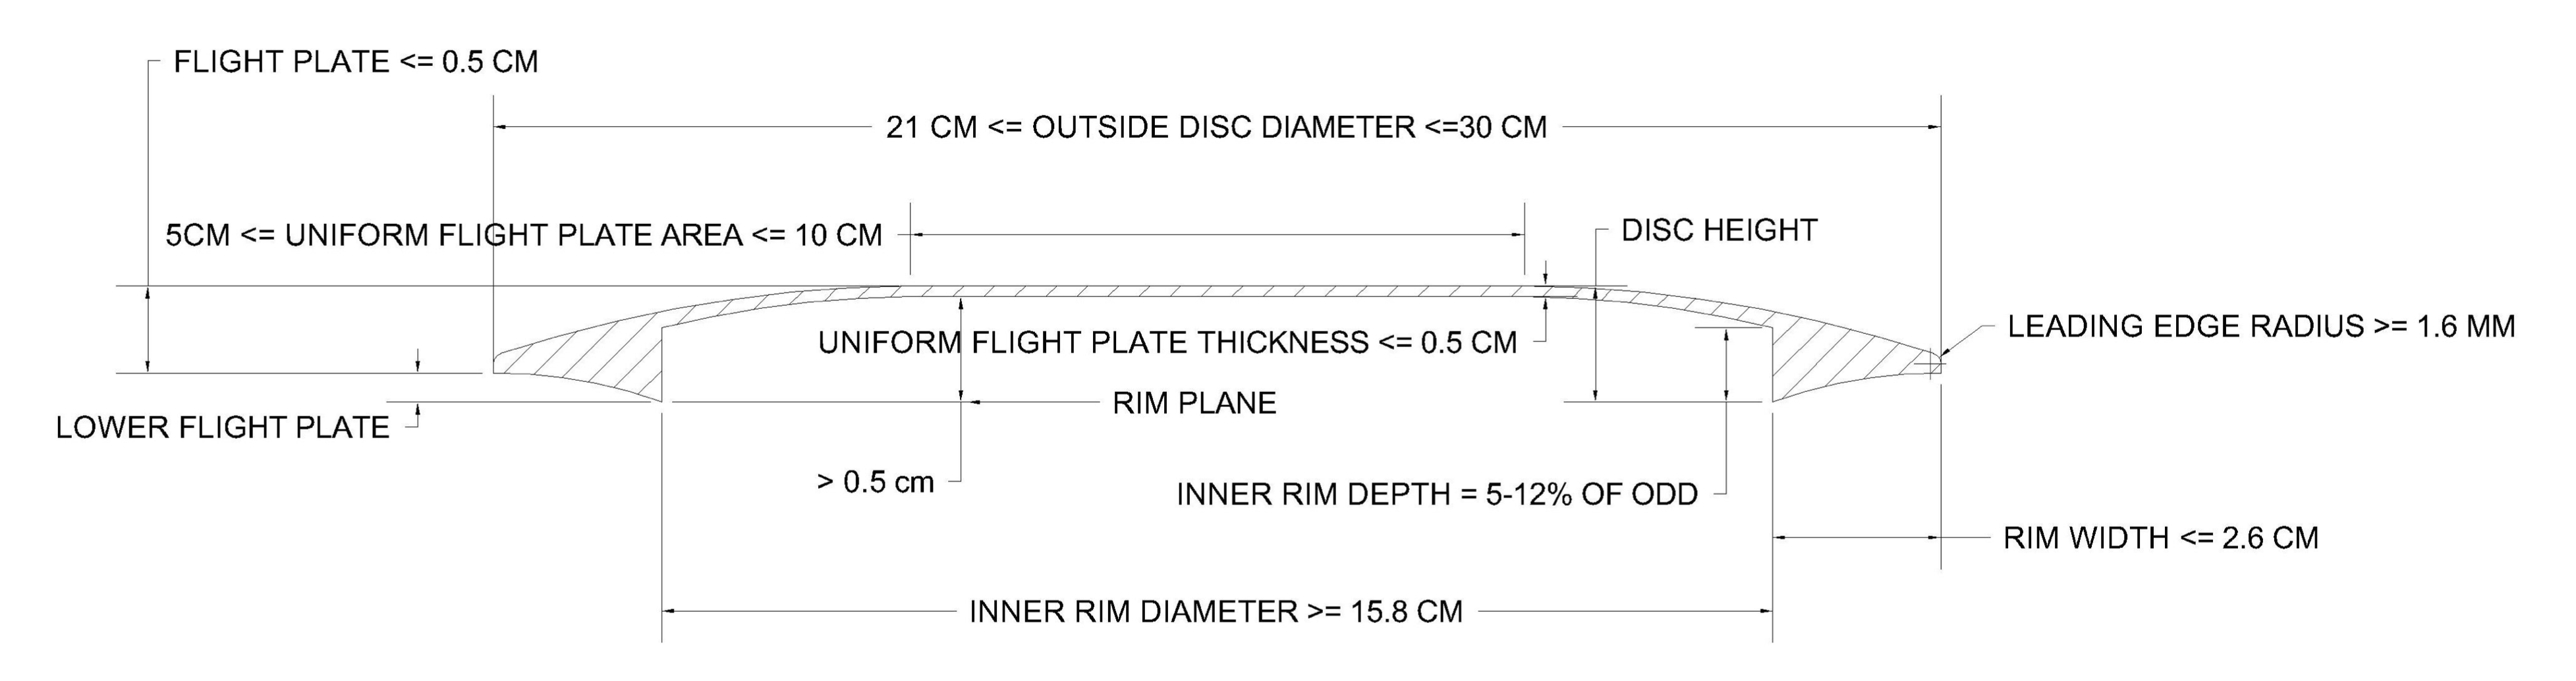 FLIGHT PLATE <= 0.5 CM
21 CM <= OUTSIDE DISC DIAMETER <=30 CM
5CM <= UNIFORM FLIGHT PLATE AREA <= 10 CM
DISC HEIGHT
UNIFORM FLIGHT PLATE THICKNESS <= 0.5 CM
LEADING EDGE RADIUS >= 1.6 MM
RIM PLANE
LOWER FLIGHT PLATE
> 0.5 cm
INNER RIM DEPTH = 5-12% OF ODD
RIM WIDTH <= 2.6 CM
INNER RIM DIAMETER >= 15.8 CM